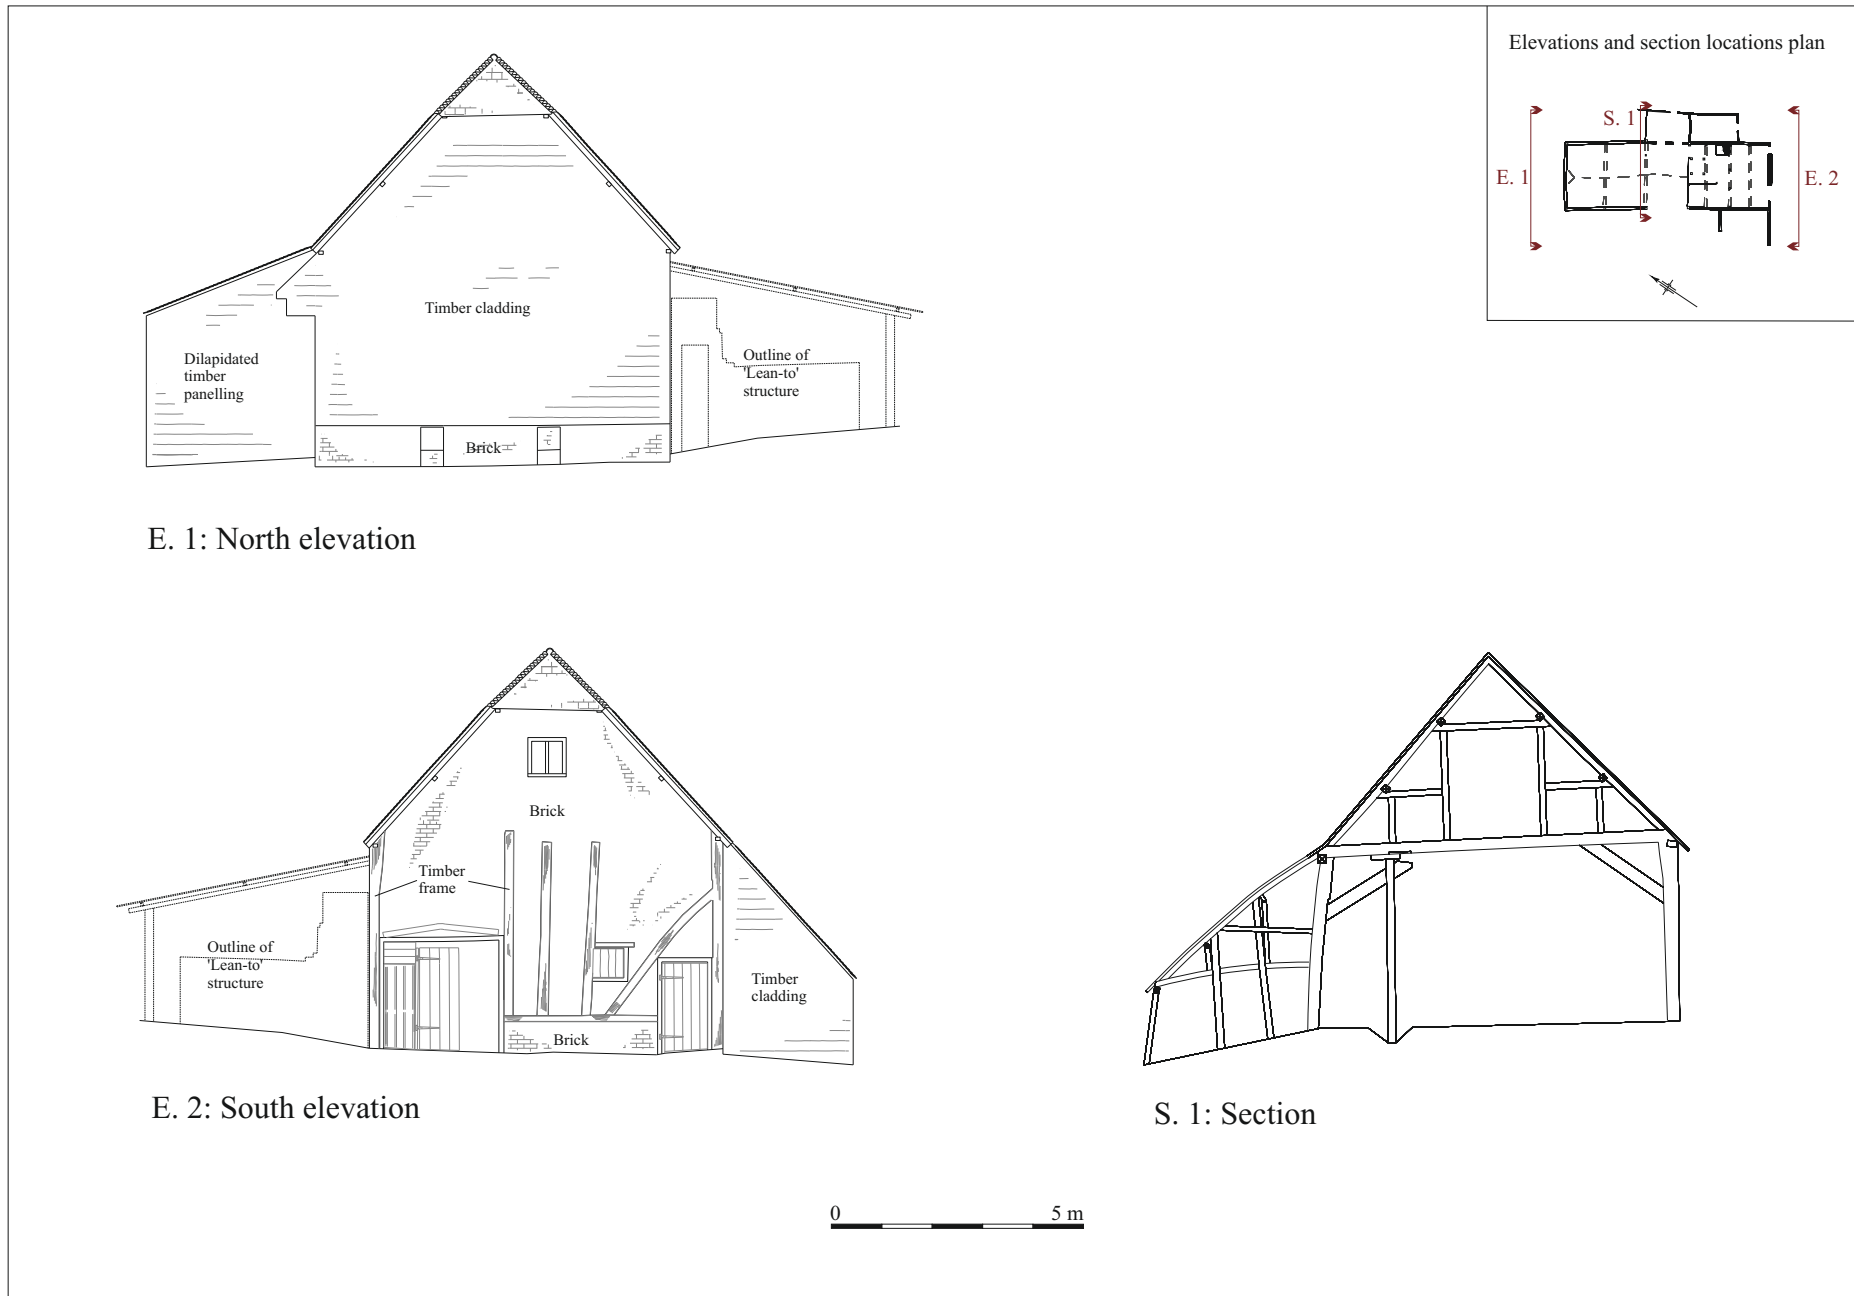 Elevations and section locations plan
S. 1
E. 1
E. 2
Timber cladding
Dilapidated
timber
panelling
Outline of
'Lean-to'
structure
Brick
E. 1: North elevation
Brick
Timber
frame
Outline of
'Lean-to'
structure
Timber
cladding
Brick
E. 2: South elevation
S. 1: Section
0 5 m